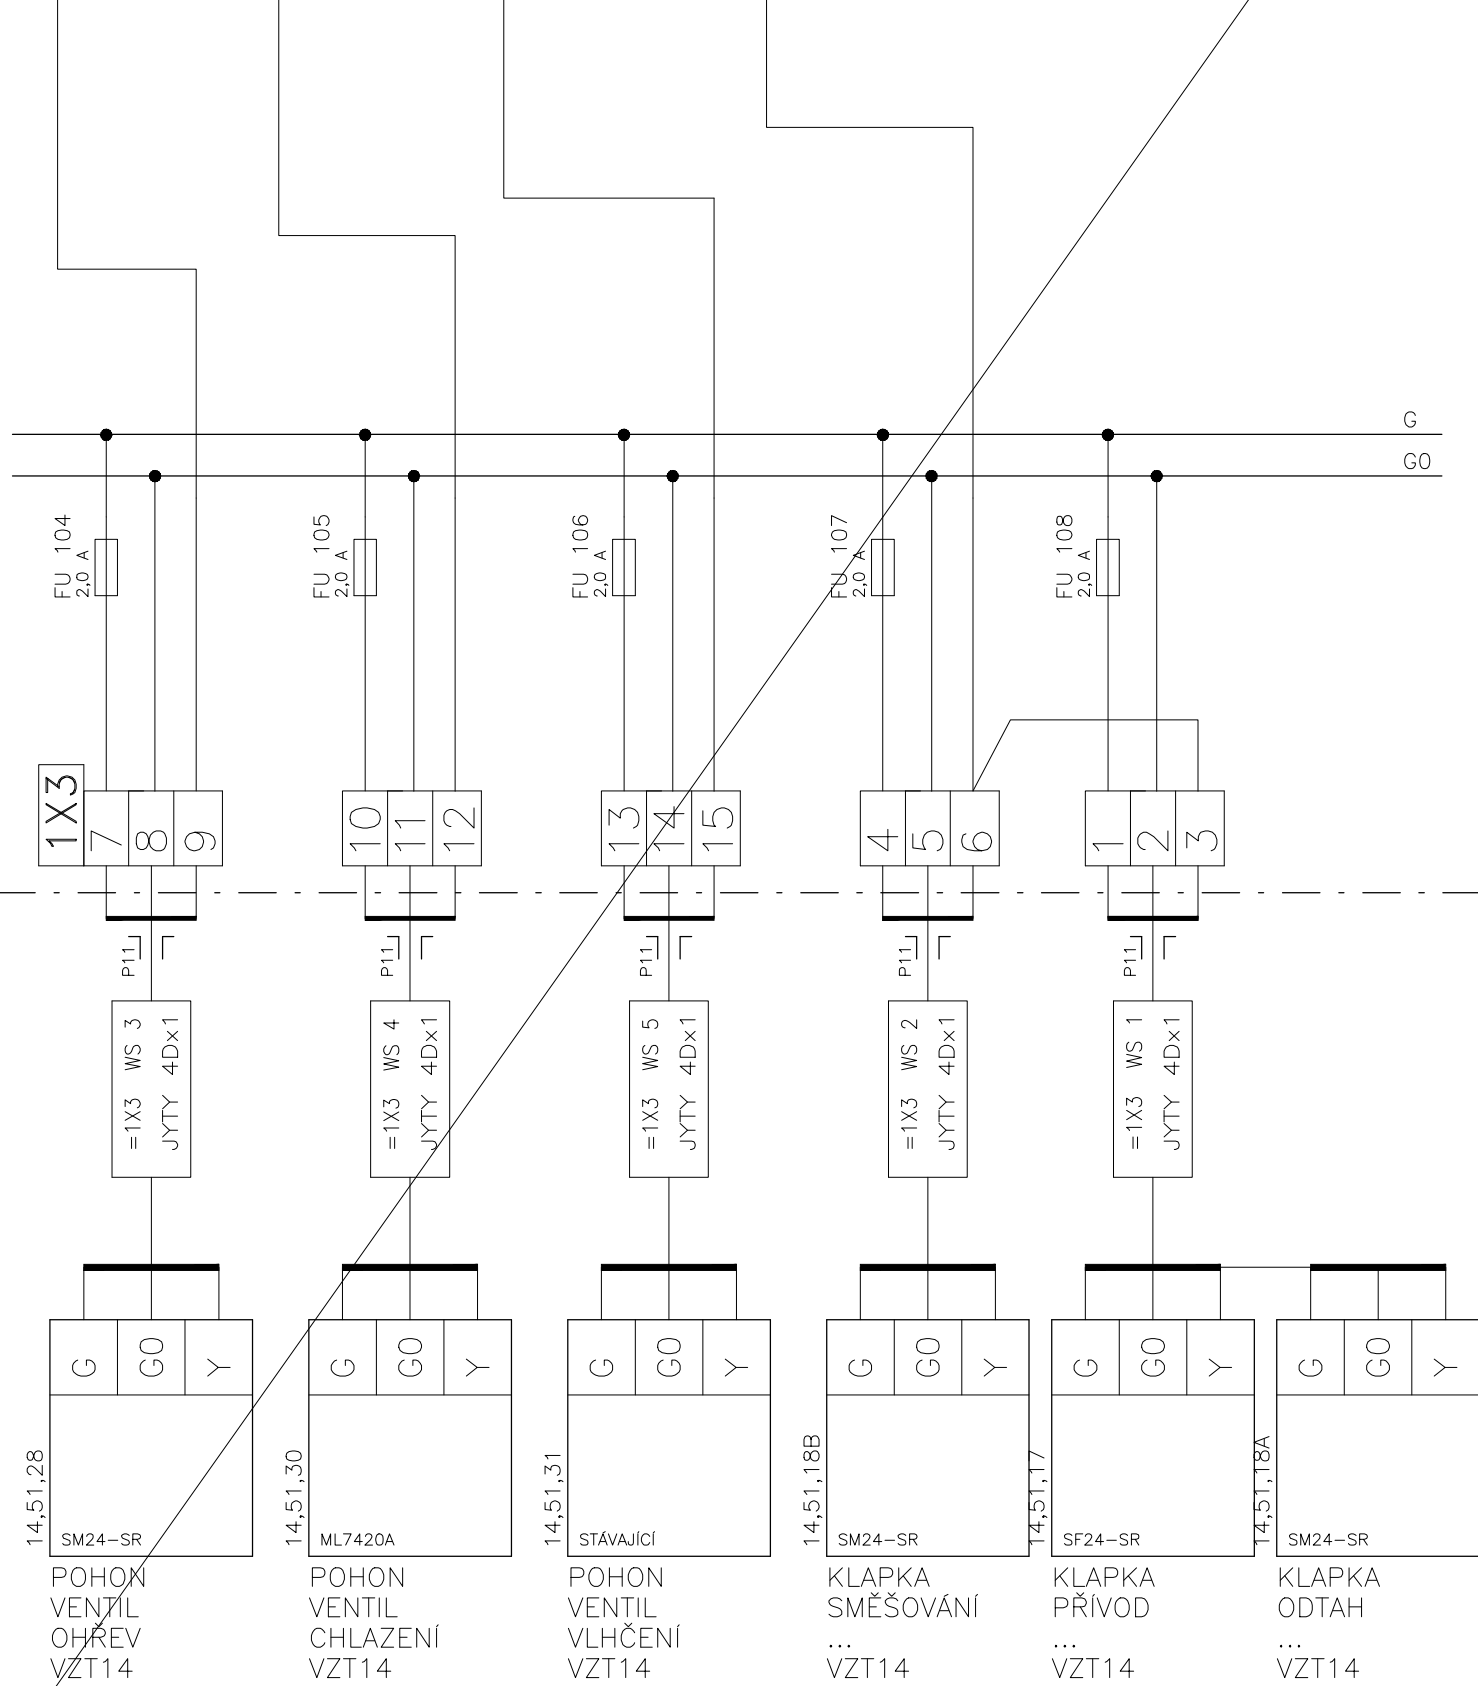 G
G0
FU 104
2,0 A
FU 105
2,0 A
FU 106
2,0 A
FU 107
2,0 A
FU 108
2,0 A
1X3
7 8 9
10 11 12
13 14 15
4 5 6
1 2 3
P11
P11
P11
P11
P11
=1X3 WS 3
JYTY 4Dx1
=1X3 WS 4
JYTY 4Dx1
=1X3 WS 5
JYTY 4Dx1
=1X3 WS 2
JYTY 4Dx1
=1X3 WS 1
JYTY 4Dx1
G G0 Y
G G0 Y
G G0 Y
G G0 Y
G G0 Y
G G0 Y
14,51,28
SM24-SR
POHON
VENTIL
OHŘEV
VZT14
14,51,30
ML7420A
POHON
VENTIL
CHLAZENÍ
VZT14
14,51,31
STÁVAJÍCÍ
POHON
VENTIL
VLHČENÍ
VZT14
14,51,18B
SM24-SR
KLAPKA
SMĚŠOVÁNÍ
...
VZT14
14,51,17
SF24-SR
KLAPKA
PŘÍVOD
...
VZT14
14,51,18A
SM24-SR
KLAPKA
ODTAH
...
VZT14